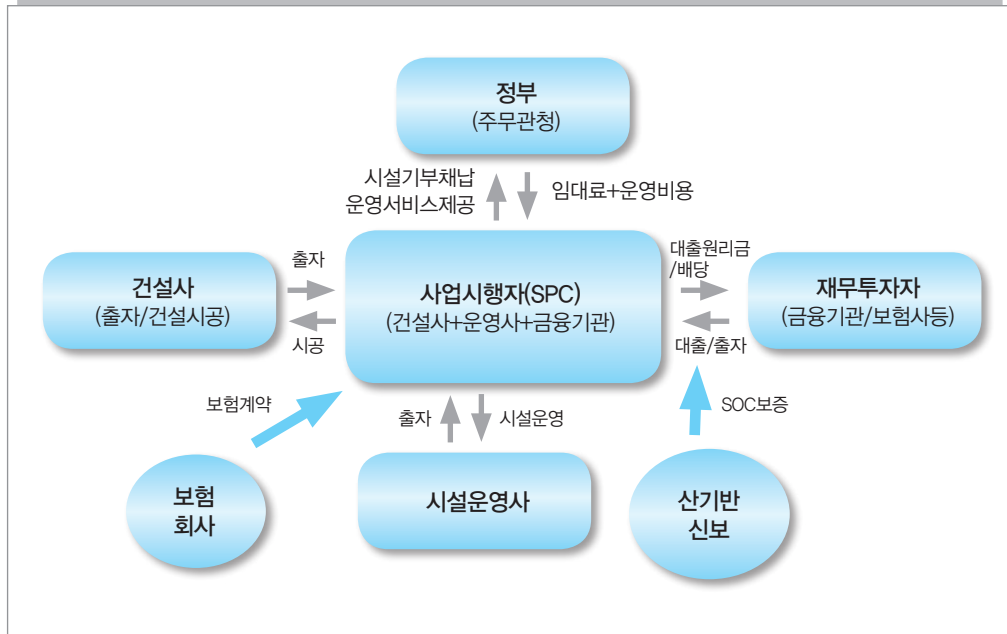 정부
(주무관청)
시설기부채납
운영서비스제공
임대료+운영비용
건설사
(출자/건설시공)
출자
시공
사업시행자(SPC)
(건설사+운영사+금융기관)
대출원리금
/배당
대출/출자
재무투자자
(금융기관/보험사등)
보험계약
출자
시설운영
SOC보증
보험
회사
시설운영사
산기반
신보